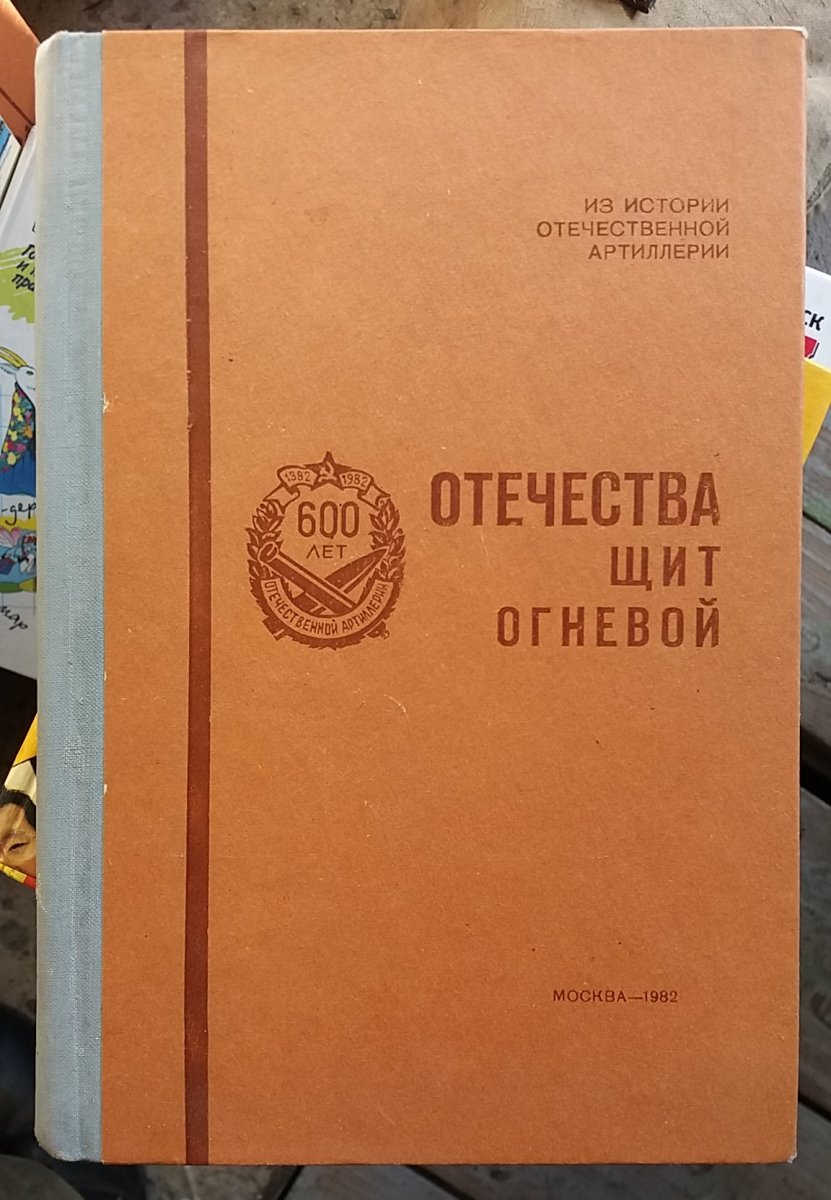 ИЗ ИСТОРИИ
ОТЕЧЕСТВЕННОЙ
АРТИЛЛЕРИИ
1382 1982
600
ЛЕТ
ОТЕЧЕСТВЕННОЙ АРТИЛЛЕРИИ
ОТЕЧЕСТВА
ЩИТ
ОГНЕВОЙ
МОСКВА—1982